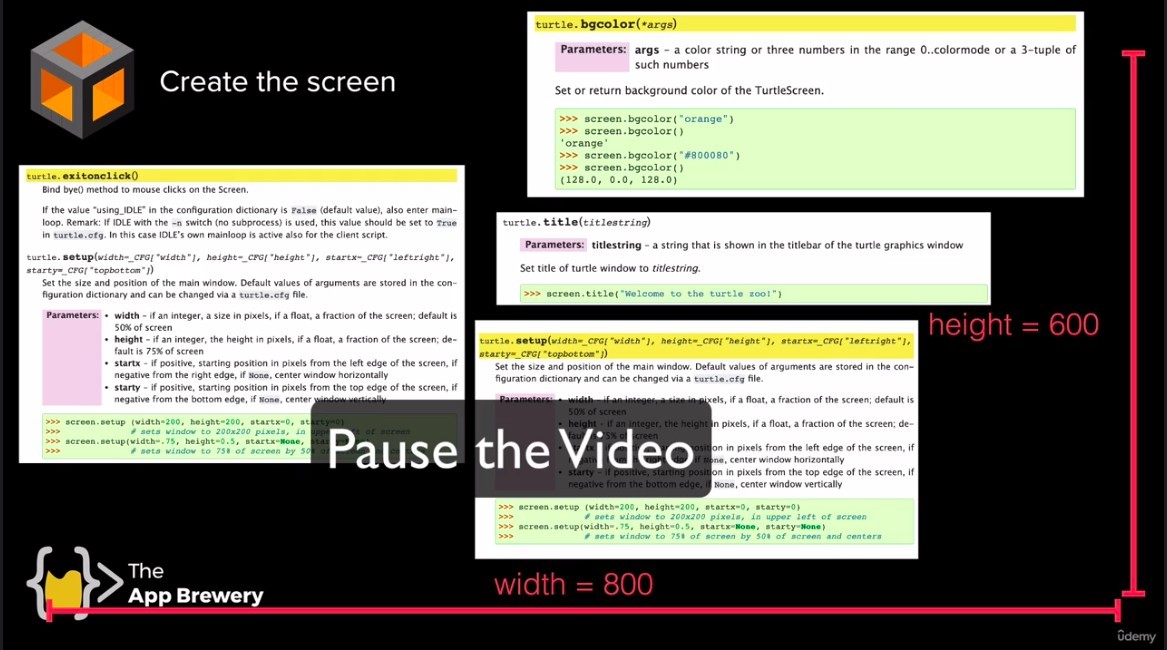 Create the screen
turtle.bgcolor(*args)
Parameters: args – a color string or three numbers in the range 0..colormode or a 3-tuple of
such numbers
Set or return background color of the TurtleScreen.
>>> screen.bgcolor("orange")
>>> screen.bgcolor()
'orange'
>>> screen.bgcolor("#800080")
>>> screen.bgcolor()
(128.0, 0.0, 128.0)
turtle.exitonclick()
Bind bye() method to mouse clicks on the Screen.
If the value "using_IDLE" in the configuration dictionary is False (default value), also enter main-
loop. Remark: If IDLE with the -n switch (no subprocess) is used, this value should be set to True
in turtle.cfg. In this case IDLE's own mainloop is active also for the client script.
turtle.setup(width=_CFG["width"], height=_CFG["height"], startx=_CFG["leftright"],
starty=_CFG["topbottom"])
Set the size and position of the main window. Default values of arguments are stored in the con-
figuration dictionary and can be changed via a turtle.cfg file.
Parameters: • width – if an integer, a size in pixels, if a float, a fraction of the screen; default is
50% of screen
• height – if an integer, the height in pixels, if a float, a fraction of the screen; de-
fault is 75% of screen
• startx – if positive, starting position in pixels from the left edge of the screen, if
negative from the right edge, if None, center window horizontally
• starty – if positive, starting position in pixels from the top edge of the screen, if
negative from the bottom edge, if None, center window vertically
>>> screen.setup (width=200, height=200, startx=0, starty=0)
>>> # sets window to 200x200 pixels, in upper left of screen
>>> screen.setup(width=.75, height=0.5, startx=None,
>>> # sets window to 75% of screen by 50%
turtle.title(titlestring)
Parameters: titlestring – a string that is shown in the titlebar of the turtle graphics window
Set title of turtle window to titlestring.
>>> screen.title("Welcome to the turtle zoo!")
height = 600
turtle.setup(width=_CFG["width"], height=_CFG["height"], startx=_CFG["leftright"],
starty=_CFG["topbottom"])
Set the size and position of the main window. Default values of arguments are stored in the con-
figuration dictionary and can be changed via a turtle.cfg file.
Parameters: • width – if an integer, a size in pixels, if a float, a fraction of the screen; default is
50% of screen
• height – if an integer, the height in pixels, if a float, a fraction of the screen; de-
75% of screen
position in pixels from the left edge of the screen, if
None, center window horizontally
• starty – if positive, starting position in pixels from the top edge of the screen, if
negative from the bottom edge, if None, center window vertically
>>> screen.setup (width=200, height=200, startx=0, starty=0)
>>> # sets window to 200x200 pixels, in upper left of screen
>>> screen.setup(width=.75, height=0.5, startx=None, starty=None)
>>> # sets window to 75% of screen by 50% of screen and centers
Pause the Video
width = 800
The
App Brewery
ûdemy